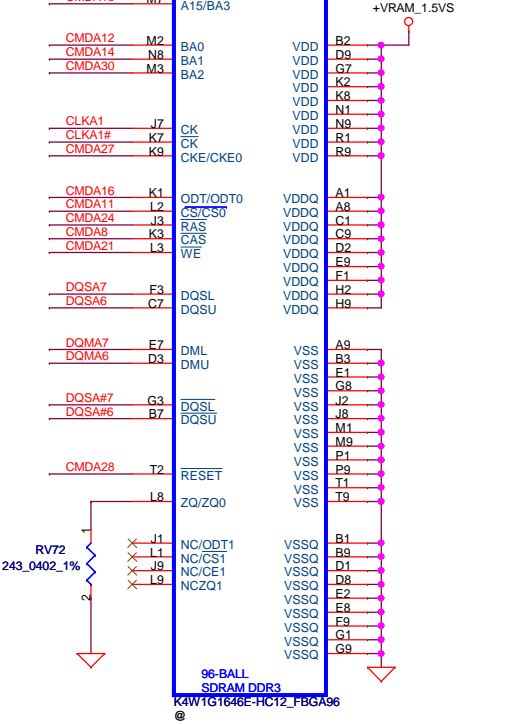 A15/BA3
+VRAM_1.5VS
CMDA12 M2 BA0 VDD B2
CMDA14 N8 BA1 VDD D9
CMDA30 M3 BA2 VDD G7
VDD K2
VDD K8
VDD N1
CLKA1 J7 CK VDD N9
CLKA1# K7 CK VDD R1
CMDA27 K9 CKE/CKE0 VDD R9
CMDA16 K1 ODT/ODT0 VDDQ A1
CMDA11 L2 CS/CS0 VDDQ A8
CMDA24 J3 RAS VDDQ C1
CMDA8 K3 CAS VDDQ C9
CMDA21 L3 WE VDDQ D2
VDDQ E9
VDDQ F1
DQSA7 F3 DQSL VDDQ H2
DQSA6 C7 DQSU VDDQ H9
DQMA7 E7 DML VSS A9
DQMA6 D3 DMU VSS B3
VSS E1
VSS G8
DQSA#7 G3 DQSL VSS J2
DQSA#6 B7 DQSU VSS J8
VSS M1
VSS M9
VSS P1
CMDA28 T2 RESET VSS P9
VSS T1
L8 ZQ/ZQ0 VSS T9
1
RV72
243_0402_1%
2
J1 NC/ODT1 VSSQ B1
L1 NC/CS1 VSSQ B9
J9 NC/CE1 VSSQ D1
L9 NCZQ1 VSSQ D8
VSSQ E2
VSSQ E8
VSSQ F9
VSSQ G1
VSSQ G9
96-BALL
SDRAM DDR3
K4W1G1646E-HC12_FBGA96
@